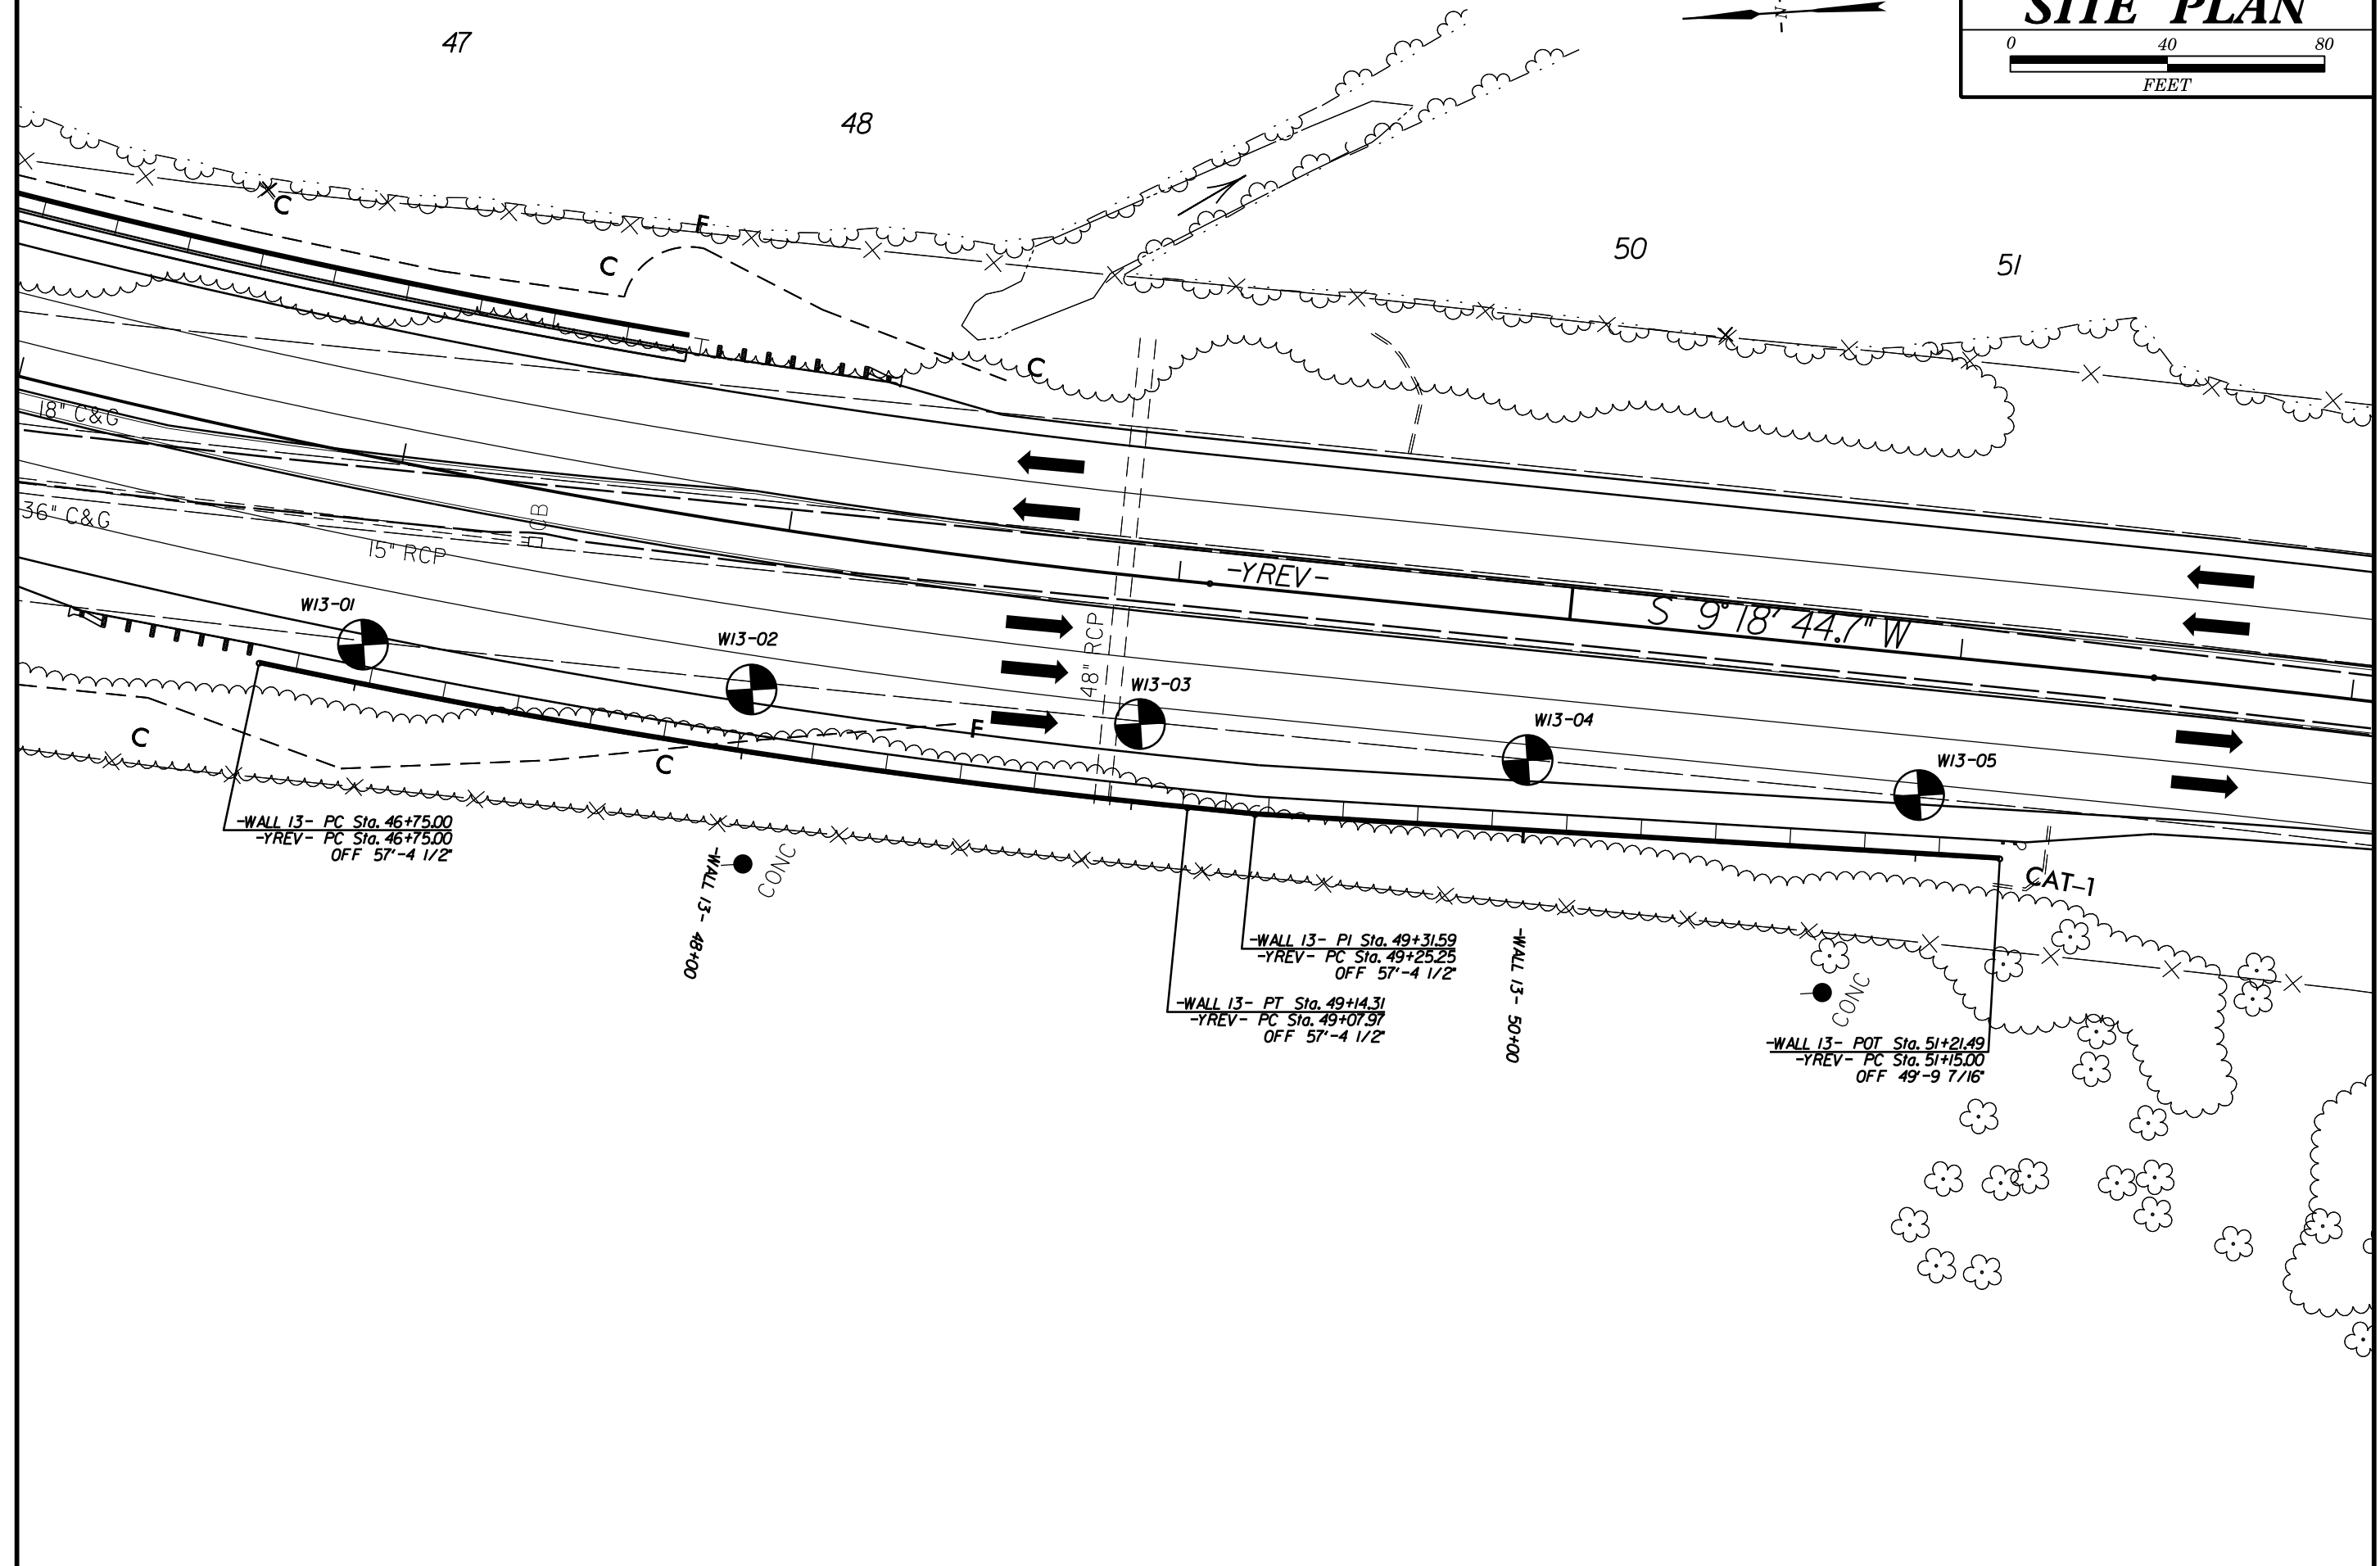 SITE PLAN
0 40 80
FEET
-N-
47
48
50
51
C
F
C
C
18" C&G
36" C&G
15" RCP
CB
-YREV-
S 9°18' 44.7" W
48" RCP
W13-01
W13-02
W13-03
W13-04
W13-05
C
C
F
-WALL 13- PC Sta. 46+75.00
-YREV- PC Sta. 46+75.00
OFF 57'-4 1/2"
-WALL 13- 48+00
CONC
CAT-1
-WALL 13- PI Sta. 49+31.59
-YREV- PC Sta. 49+25.25
OFF 57'-4 1/2"
-WALL 13- PT Sta. 49+14.31
-YREV- PC Sta. 49+07.97
OFF 57'-4 1/2"
-WALL 13- 50+00
CONC
-WALL 13- POT Sta. 51+21.49
-YREV- PC Sta. 51+15.00
OFF 49'-9 7/16"